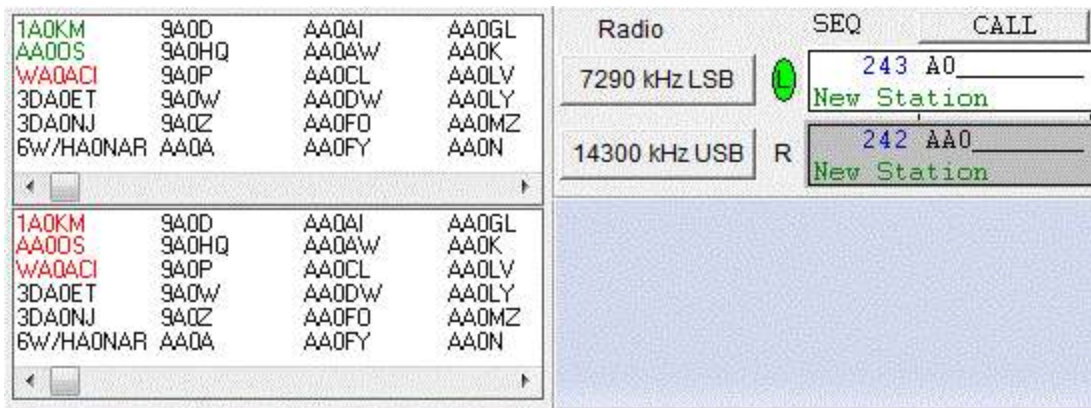 1A0KM 9A0D AA0AI AA0GL
AA0OS 9A0HQ AA0AW AA0K
WA0ACI 9A0P AA0CL AA0LV
3DA0ET 9A0W AA0DW AA0LY
3DA0NJ 9A0Z AA0FO AA0MZ
6W/HA0NAR AA0A AA0FY AA0N
1A0KM 9A0D AA0AI AA0GL
AA0OS 9A0HQ AA0AW AA0K
WA0ACI 9A0P AA0CL AA0LV
3DA0ET 9A0W AA0DW AA0LY
3DA0NJ 9A0Z AA0FO AA0MZ
6W/HA0NAR AA0A AA0FY AA0N
Radio SEQ CALL
7290 kHz LSB L 243 A0
New Station
14300 kHz USB R 242 AA0
New Station